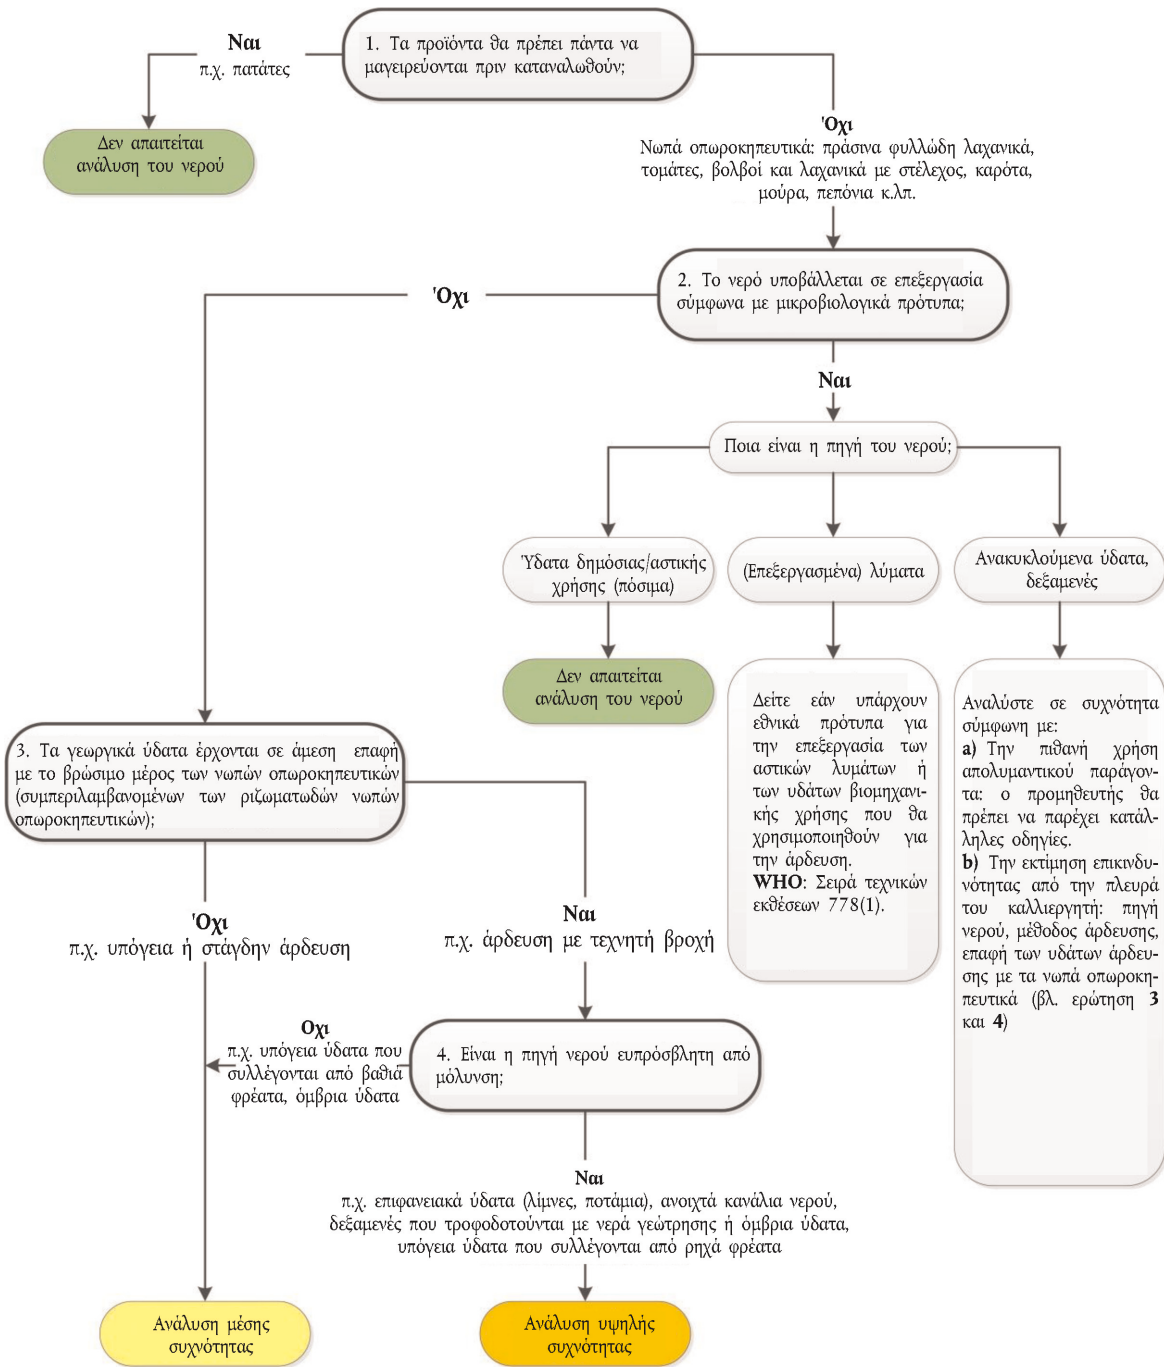 1. Τα προϊόντα θα πρέπει πάντα να
μαγειρεύονται πριν καταναλωθούν;
Ναι
π.χ. πατάτες
Δεν απαιτείται
ανάλυση του νερού
Όχι
Νωπά οπωροκηπευτικά: πράσινα φυλλώδη λαχανικά,
τομάτες, βολβοί και λαχανικά με στέλεχος, καρότα,
μούρα, πεπόνια κ.λπ.
2. Το νερό υποβάλλεται σε επεξεργασία
σύμφωνα με μικροβιολογικά πρότυπα;
Όχι
Ναι
Ποια είναι η πηγή του νερού;
Ύδατα δημόσιας/αστικής
χρήσης (πόσιμα)
(Επεξεργασμένα) λύματα
Ανακυκλούμενα ύδατα,
δεξαμενές
Δεν απαιτείται
ανάλυση του νερού
Δείτε εάν υπάρχουν
εθνικά πρότυπα για
την επεξεργασία των
αστικών λυμάτων ή
των υδάτων βιομηχανι-
κής χρήσης που θα
χρησιμοποιηθούν για
την άρδευση.
WHO: Σειρά τεχνικών
εκθέσεων 778(1).
Αναλύστε σε συχνότητα
σύμφωνη με:
a) Την πιθανή χρήση
απολυμαντικού παράγον-
τα: ο προμηθευτής θα
πρέπει να παρέχει κατάλ-
ληλες οδηγίες.
b) Την εκτίμηση επικινδυ-
νότητας από την πλευρά
του καλλιεργητή: πηγή
νερού, μέθοδος άρδευσης,
επαφή των υδάτων άρδευ-
σης με τα νωπά οπωροκη-
πευτικά (βλ. ερώτηση 3
και 4)
3. Τα γεωργικά ύδατα έρχονται σε άμεση επαφή
με το βρώσιμο μέρος των νωπών οπωροκηπευτικών
(συμπεριλαμβανομένων των ριζωματωδών νωπών
οπωροκηπευτικών);
Όχι
π.χ. υπόγεια ή στάγδην άρδευση
Ναι
π.χ. άρδευση με τεχνητή βροχή
Οχι
π.χ. υπόγεια ύδατα που
συλλέγονται από βαθιά
φρέατα, όμβρια ύδατα
4. Είναι η πηγή νερού ευπρόσβλητη από
μόλυνση;
Ναι
π.χ. επιφανειακά ύδατα (λίμνες, ποτάμια), ανοιχτά κανάλια νερού,
δεξαμενές που τροφοδοτούνται με νερά γεώτρησης ή όμβρια ύδατα,
υπόγεια ύδατα που συλλέγονται από ρηχά φρέατα
Ανάλυση μέσης
συχνότητας
Ανάλυση υψηλής
συχνότητας